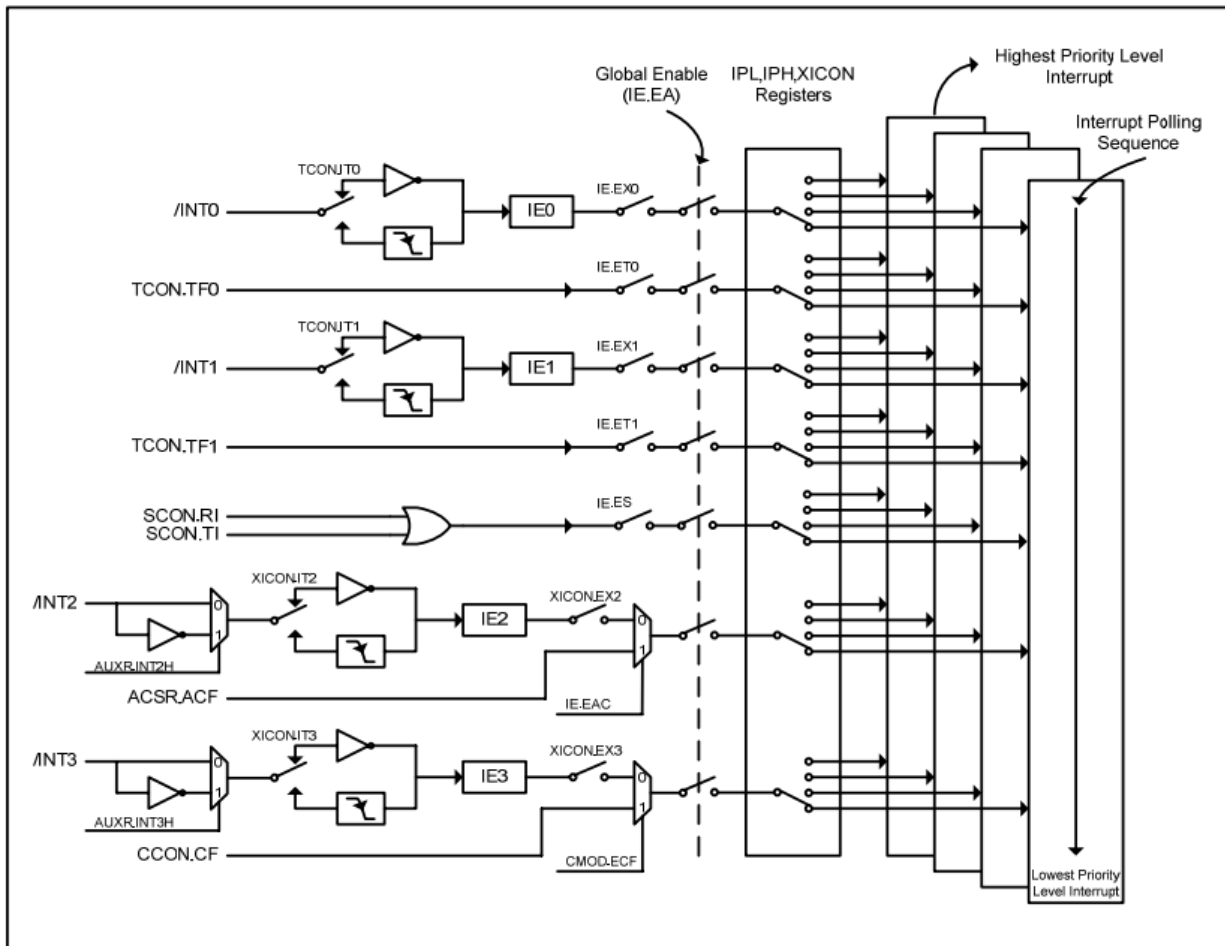 Highest Priority Level
Interrupt
Global Enable
(IE.EA)
IPL,IPH,XICON
Registers
Interrupt Polling
Sequence
TCON.IT0
/INT0
IE0
IE.EX0
TCON.TF0
IE.ET0
TCON.IT1
/INT1
IE1
IE.EX1
TCON.TF1
IE.ET1
SCON.RI
SCON.TI
IE.ES
/INT2
0
1
AUXR.INT2H
XICON.IT2
IE2
XICON.EX2
0
1
ACSR.ACF
IE.EAC
/INT3
0
1
AUXR.INT3H
XICON.IT3
IE3
XICON.EX3
0
1
CCON.CF
CMOD.ECF
Lowest Priority
Level Interrupt